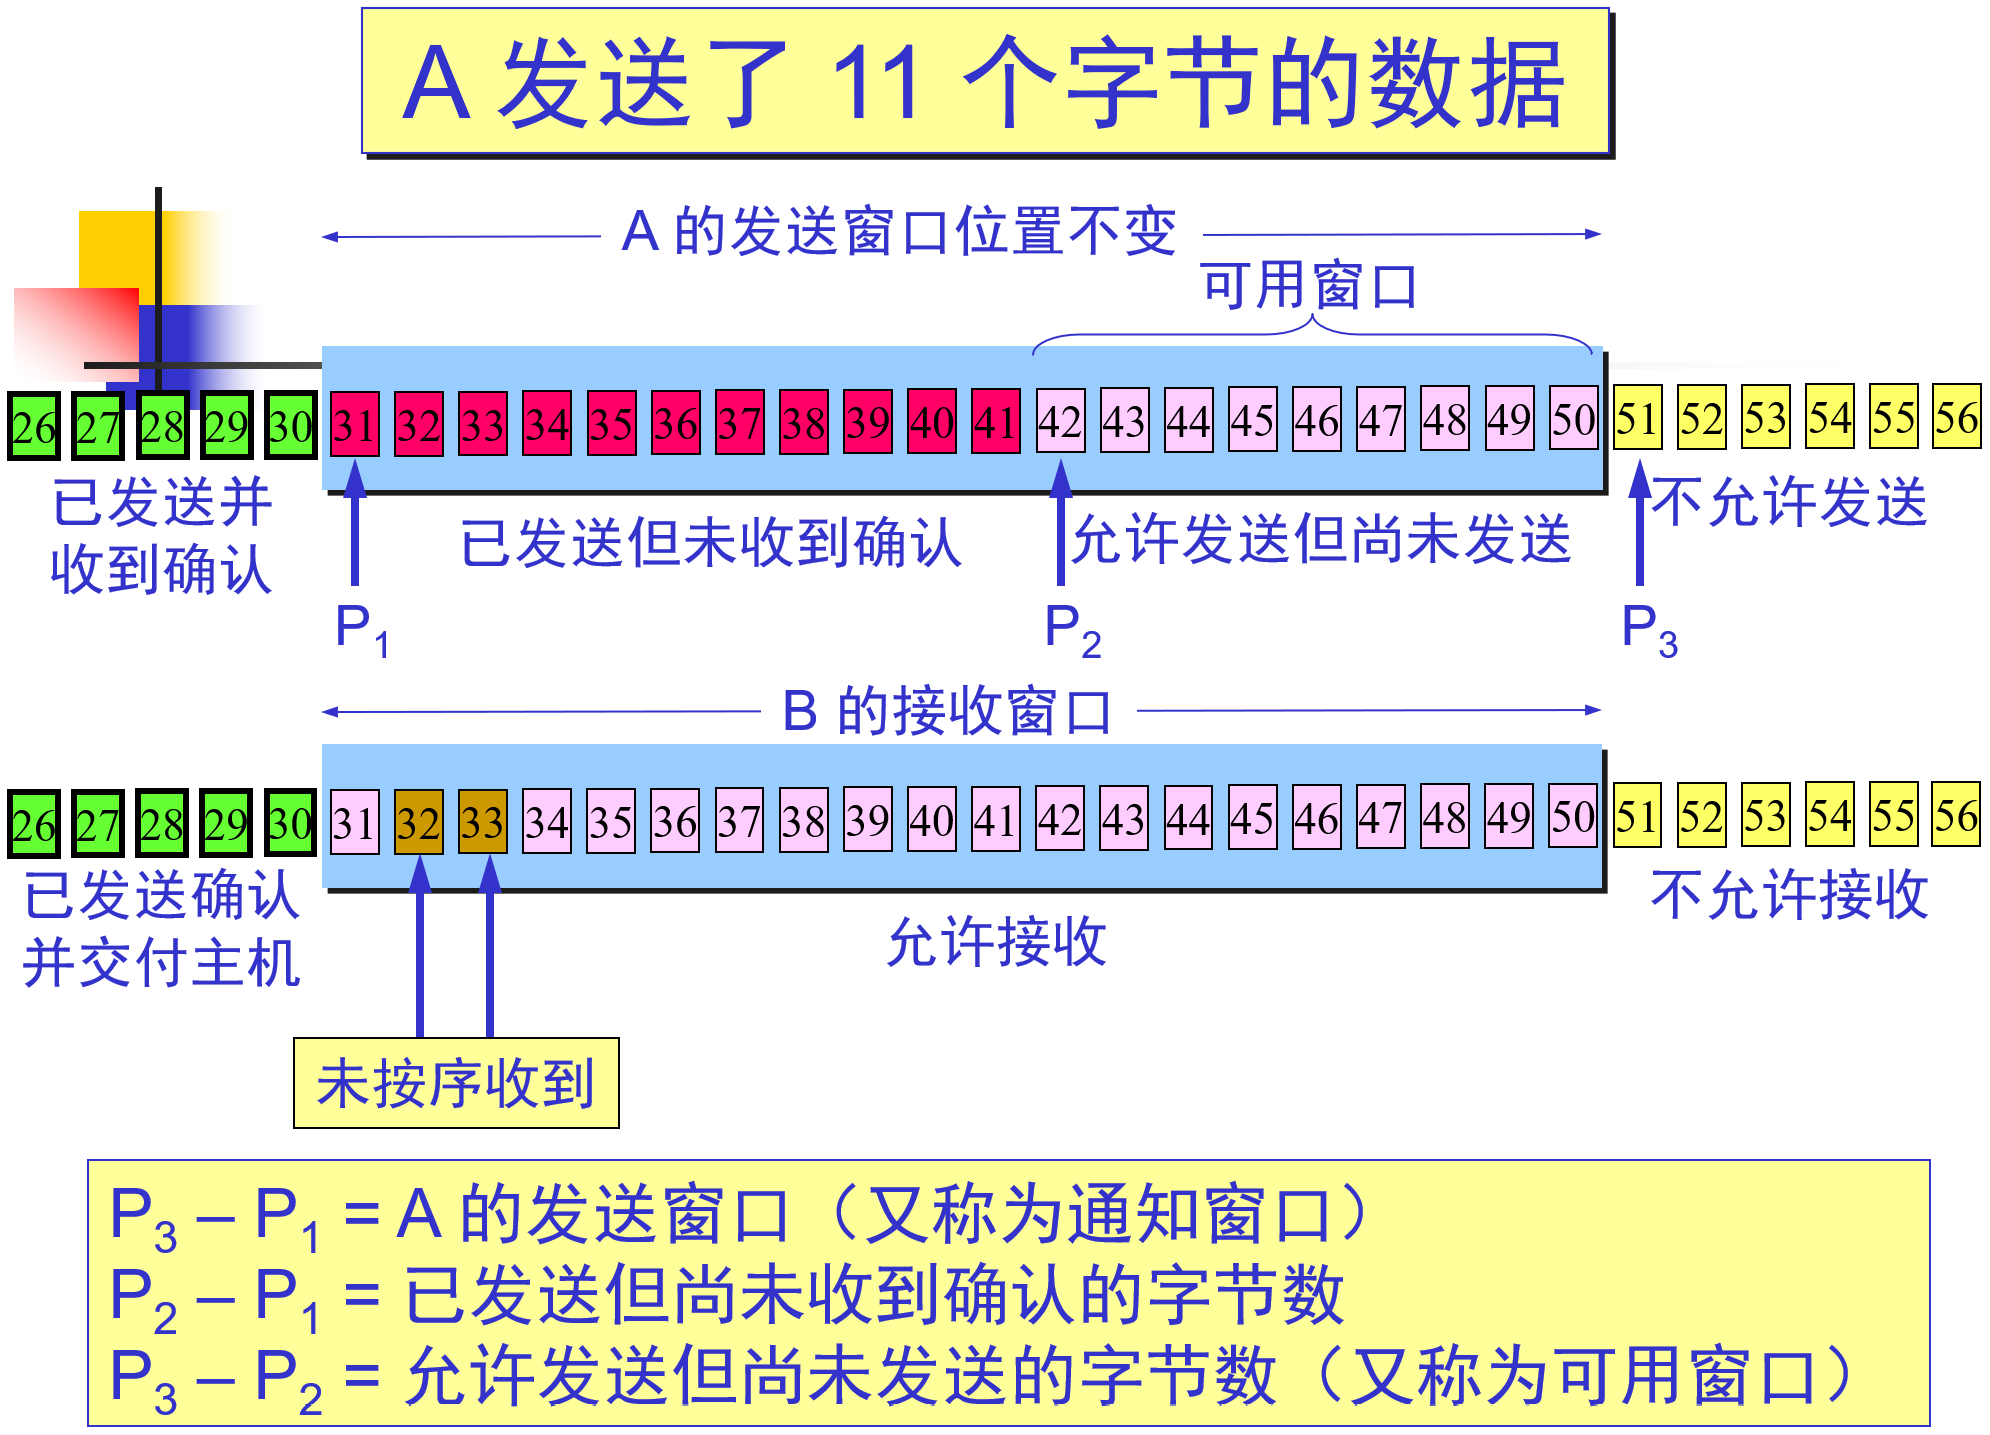 A 发送了 11 个字节的数据
A 的发送窗口位置不变
可用窗口
26 27 28 29 30 31 32 33 34 35 36 37 38 39 40 41 42 43 44 45 46 47 48 49 50 51 52 53 54 55 56
已发送并
收到确认
已发送但未收到确认
允许发送但尚未发送
不允许发送
P1
P2
P3
B 的接收窗口
26 27 28 29 30 31 32 33 34 35 36 37 38 39 40 41 42 43 44 45 46 47 48 49 50 51 52 53 54 55 56
已发送确认
并交付主机
允许接收
不允许接收
未按序收到
P3 – P1 = A 的发送窗口（又称为通知窗口）
P2 – P1 = 已发送但尚未收到确认的字节数
P3 – P2 = 允许发送但尚未发送的字节数（又称为可用窗口）